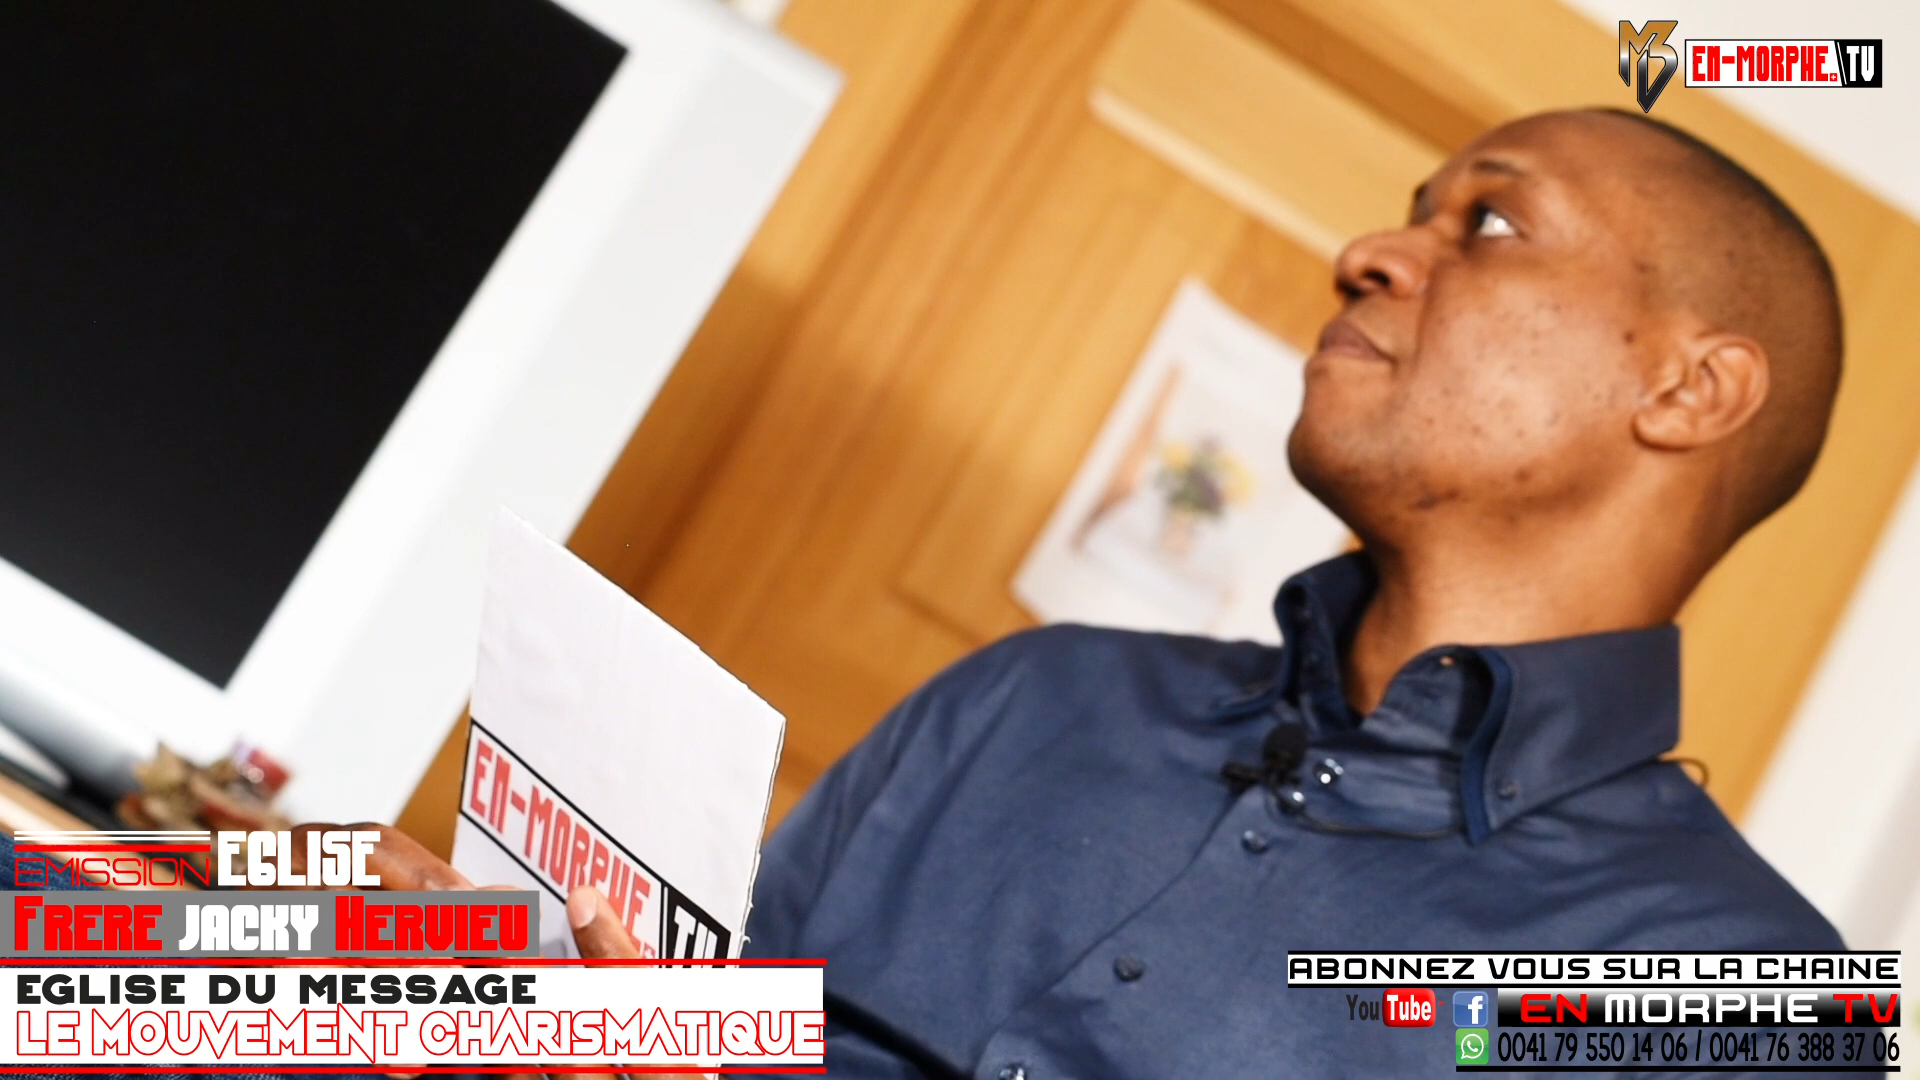 EN-MORPHE.TV
EN-MORPHE.
TV
EMISSION EGLISE
FRERE JACKY HERVIEU
EGLISE DU MESSAGE
LE MOUVEMENT CHARISMATIQUE
ABONNEZ VOUS SUR LA CHAINE
YouTube f EN MORPHE TV
0041 79 550 14 06 / 0041 76 388 37 06